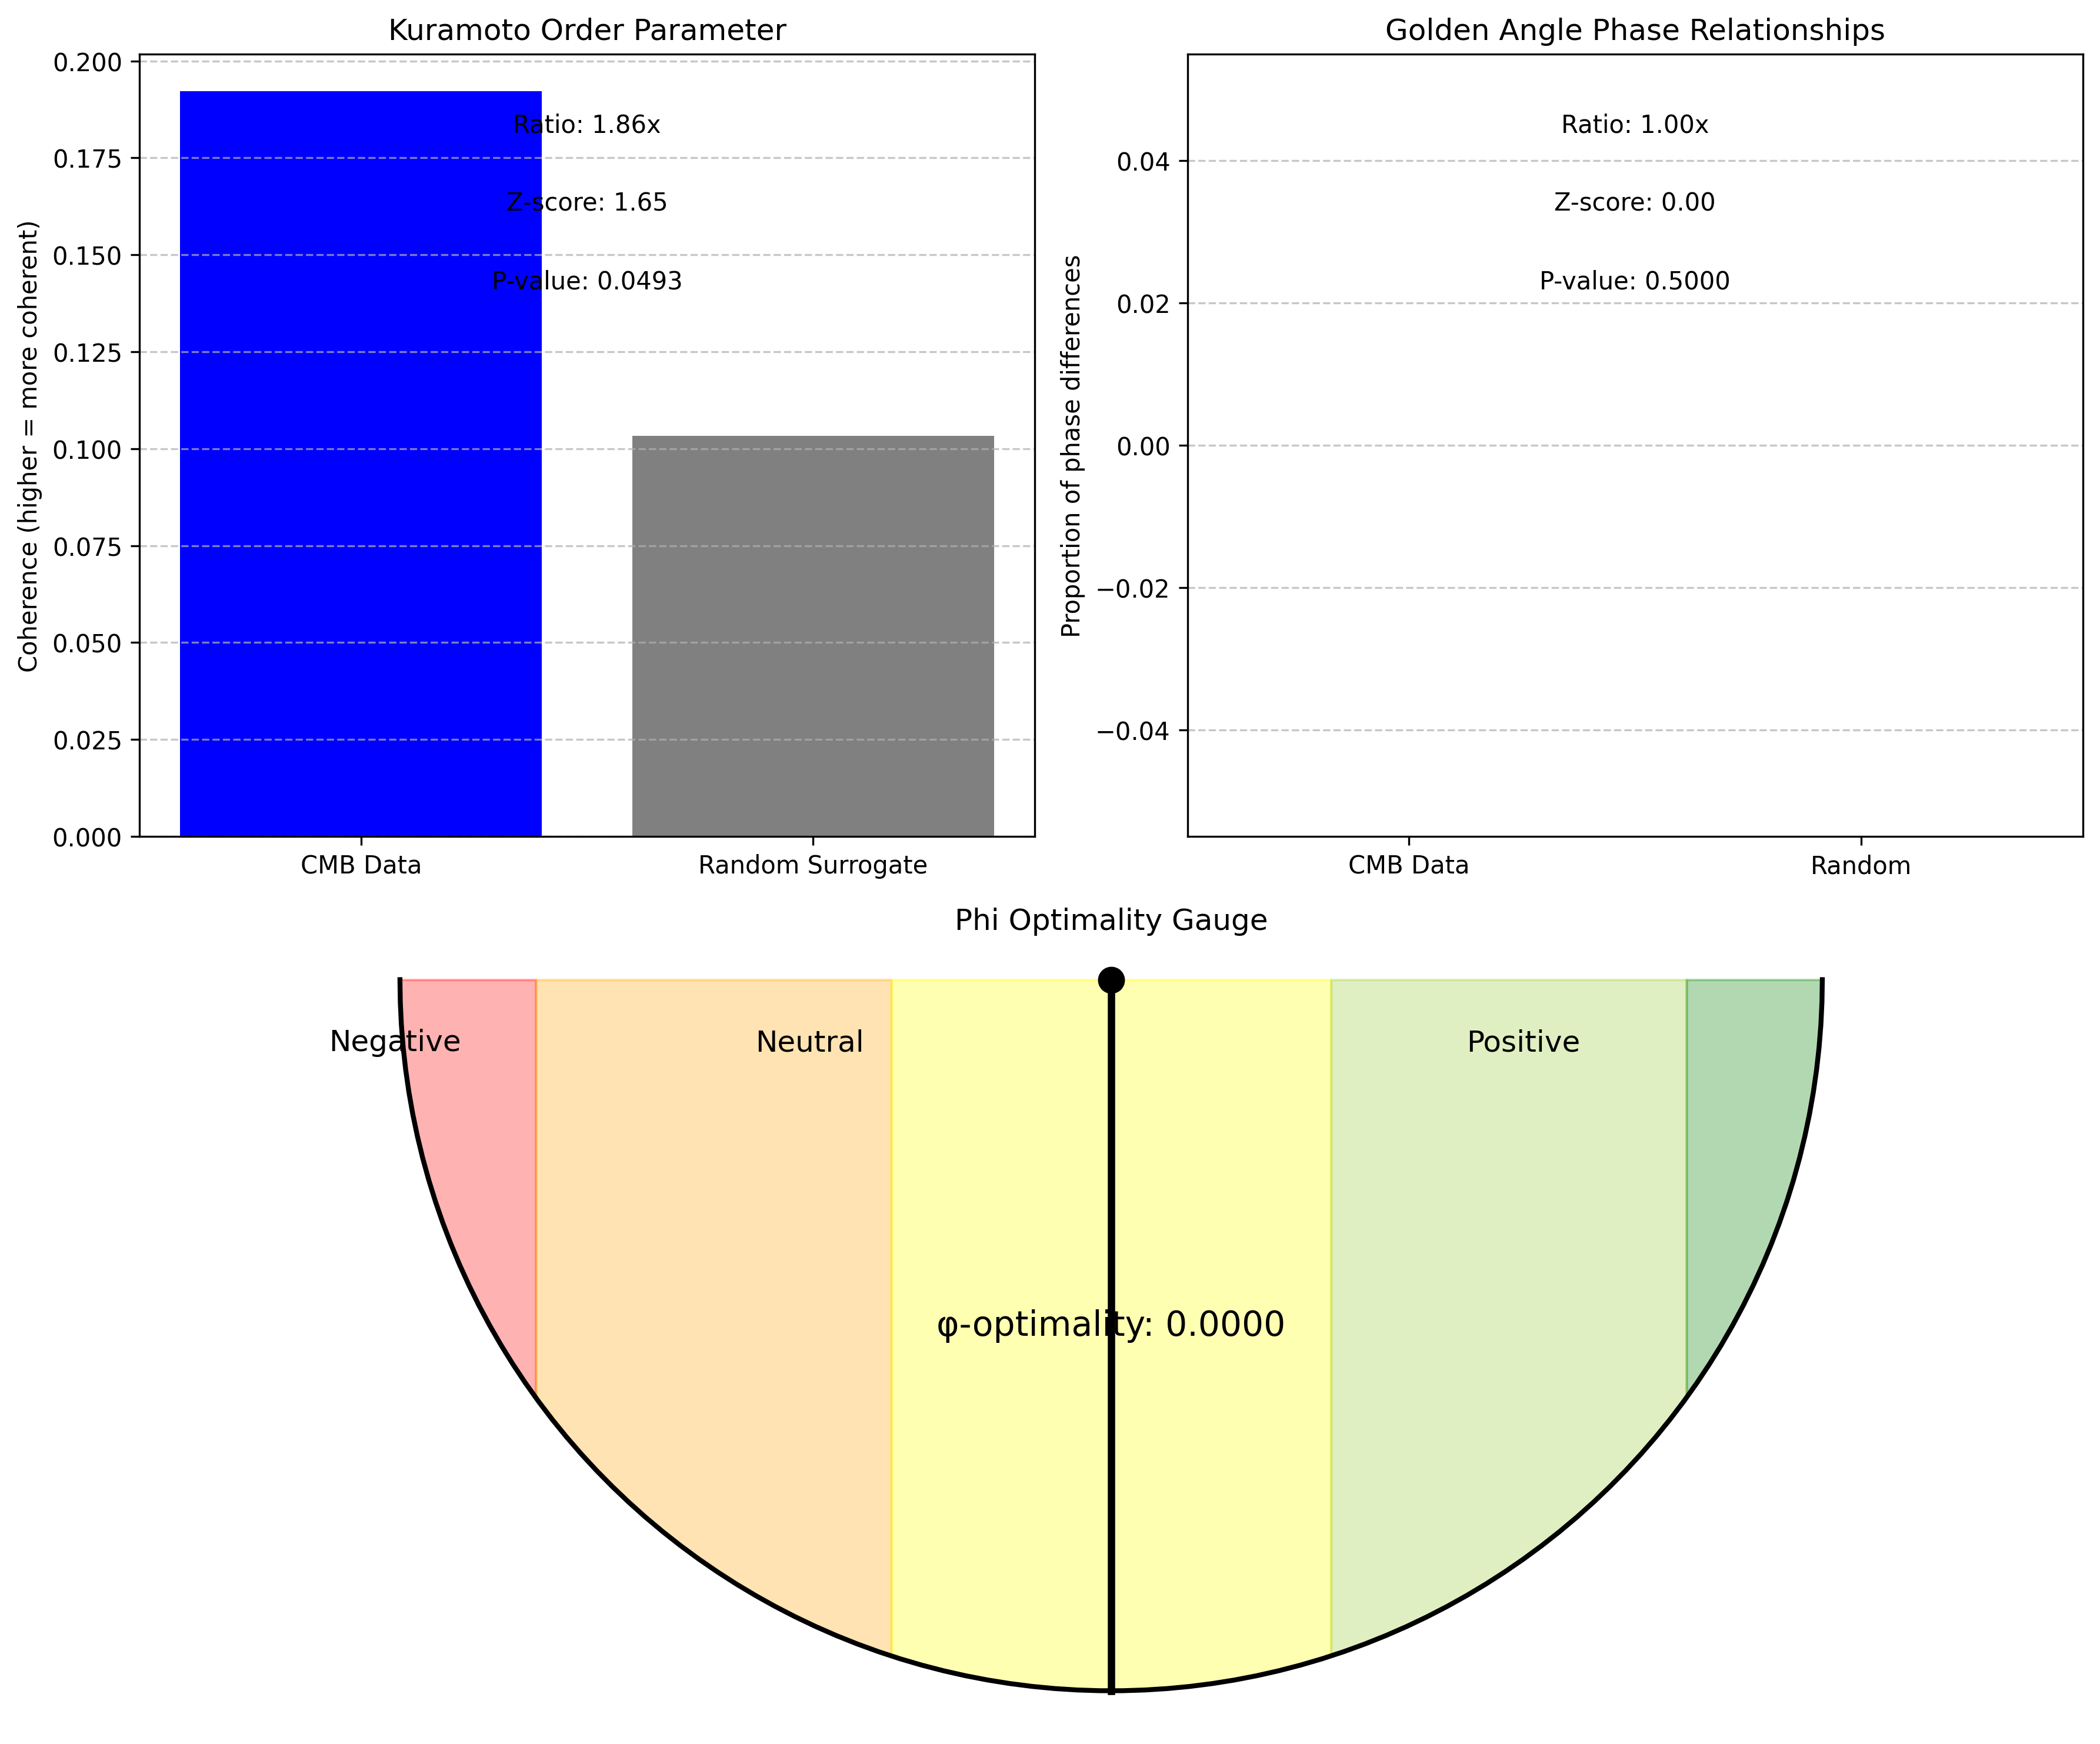 Kuramoto Order Parameter
Coherence (higher = more coherent)
0.200
0.175
0.150
0.125
0.100
0.075
0.050
0.025
0.000
Ratio: 1.86x
Z-score: 1.65
P-value: 0.0493
CMB Data
Random Surrogate
Golden Angle Phase Relationships
Proportion of phase differences
0.04
0.02
0.00
−0.02
−0.04
Ratio: 1.00x
Z-score: 0.00
P-value: 0.5000
CMB Data
Random
Phi Optimality Gauge
Negative
Neutral
Positive
φ-optimality: 0.0000